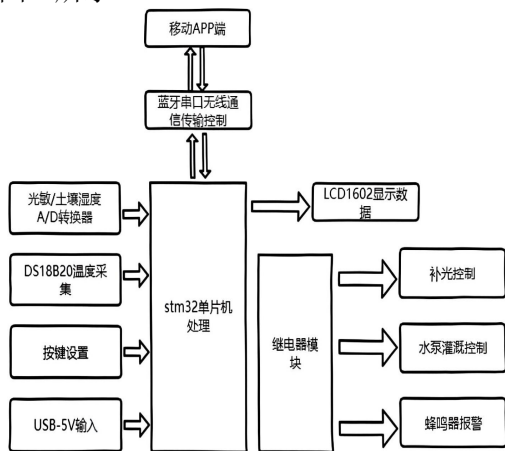 移动APP端
蓝牙串口无线通
信传输控制
光敏/土壤湿度
A/D转换器
DS18B20温度采
集
按键设置
USB-5V输入
stm32单片机
处理
LCD1602显示数
据
继电器模
块
补光控制
水泵灌溉控制
蜂鸣器报警